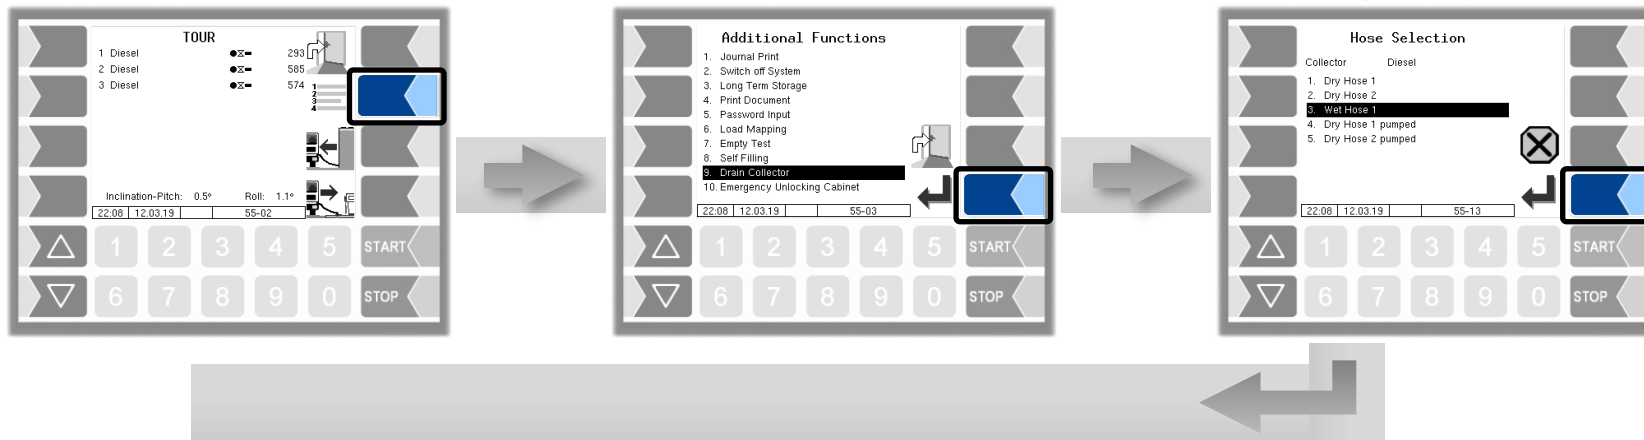 TOUR
1 Diesel 293
2 Diesel 585
3 Diesel 574
1
2
3
4
Inclination-Pitch: 0.5° Roll: 1.1°
22:08 12.03.19 55-02
1 2 3 4 5 START
6 7 8 9 0 STOP
Additional Functions
1. Journal Print
2. Switch off System
3. Long Term Storage
4. Print Document
5. Password Input
6. Load Mapping
7. Empty Test
8. Self Filling
9. Drain Collector
10. Emergency Unlocking Cabinet
22:08 12.03.19 55-03
1 2 3 4 5 START
6 7 8 9 0 STOP
Hose Selection
Collector Diesel
1. Dry Hose 1
2. Dry Hose 2
3. Wet Hose 1
4. Dry Hose 1 pumped
5. Dry Hose 2 pumped
22:08 12.03.19 55-13
1 2 3 4 5 START
6 7 8 9 0 STOP